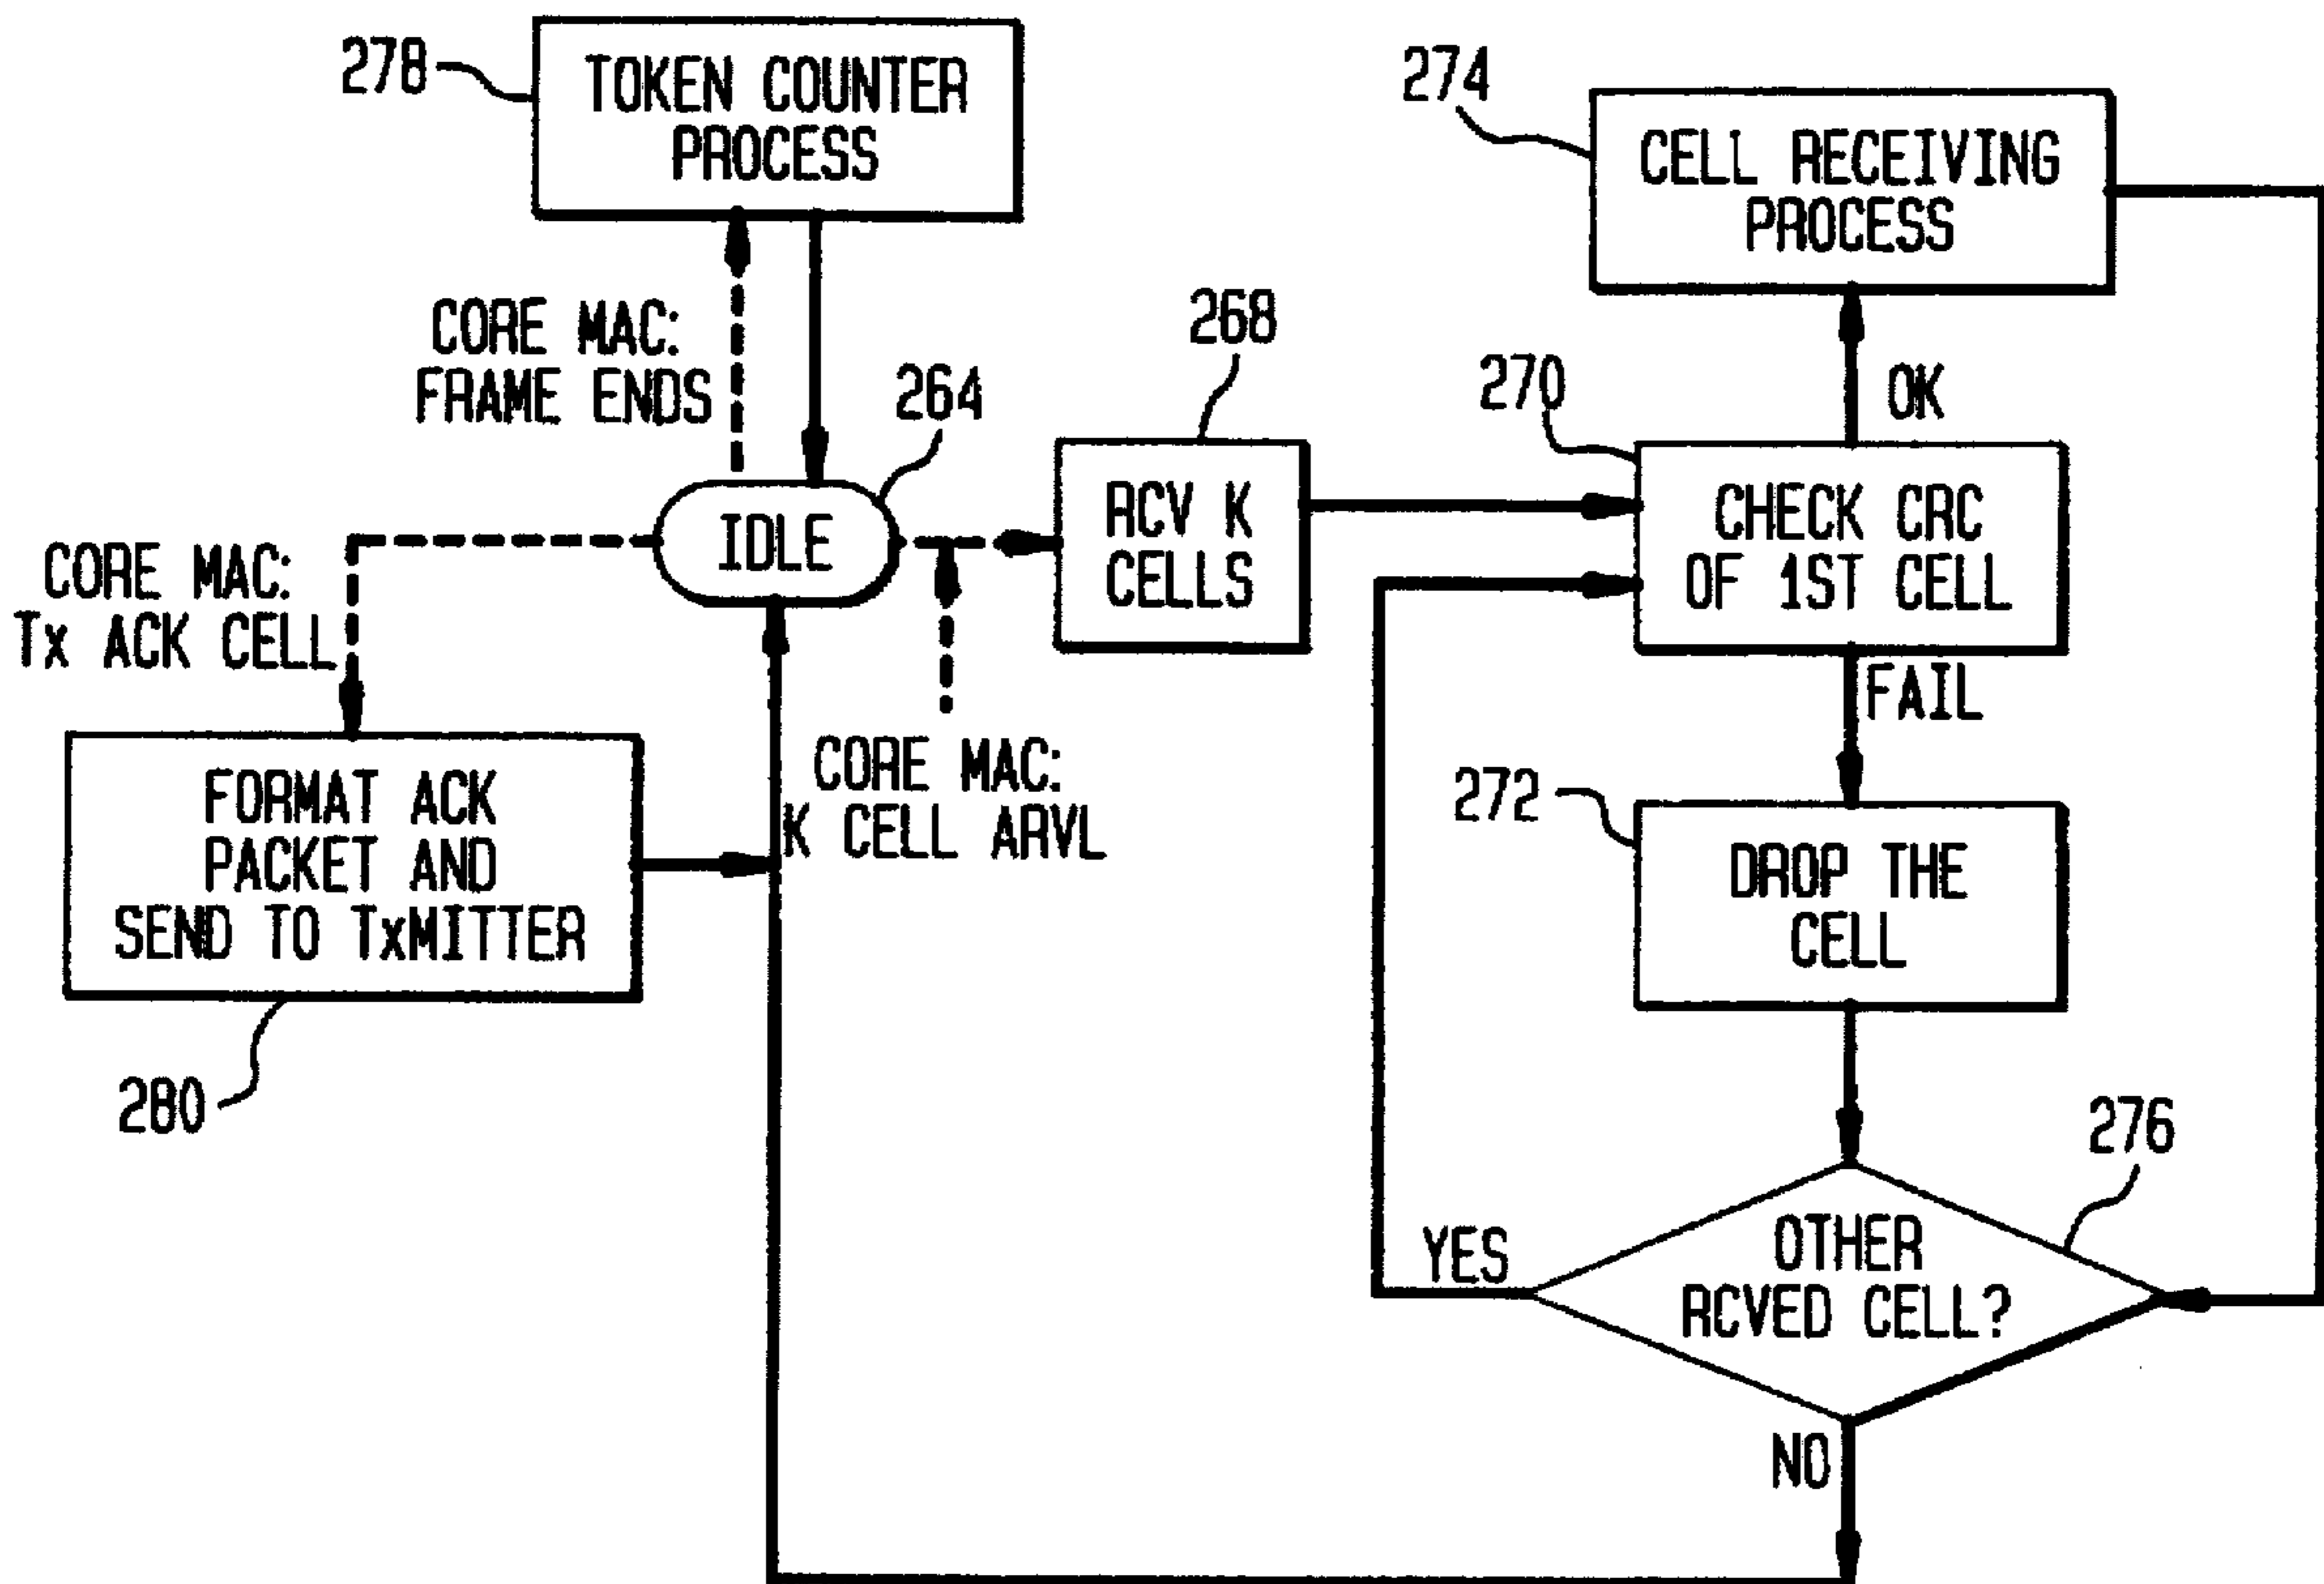 278
TOKEN COUNTER
PROCESS
274
CELL RECEIVING
PROCESS
CORE MAC:
FRAME ENDS
264
268
270
OK
IDLE
RCV K
CELLS
CHECK CRC
OF 1ST CELL
CORE MAC:
Tx ACK CELL
FAIL
CORE MAC:
K CELL ARVL
FORMAT ACK
PACKET AND
SEND TO TxMITTER
272
DROP THE
CELL
280
276
YES
OTHER
RCVED CELL?
NO